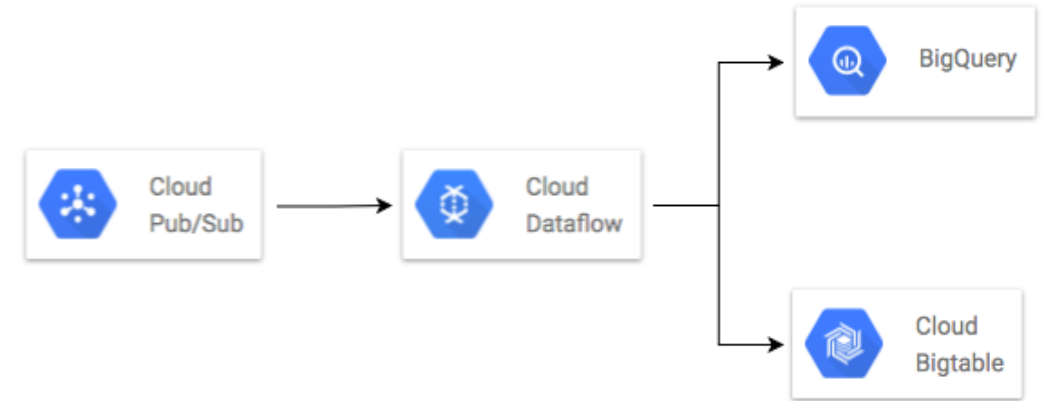 Cloud
Pub/Sub
Cloud
Dataflow
BigQuery
Cloud
Bigtable